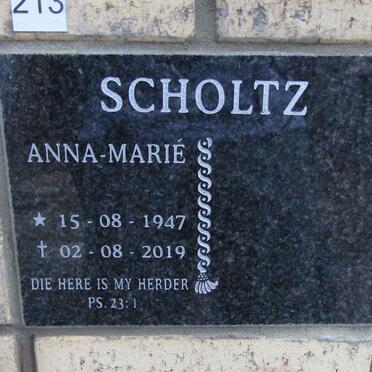 213
SCHOLTZ
ANNA-MARIÉ
★ 15 - 08 - 1947
✝ 02 - 08 - 2019
DIE HERE IS MY HERDER
PS. 23: 1